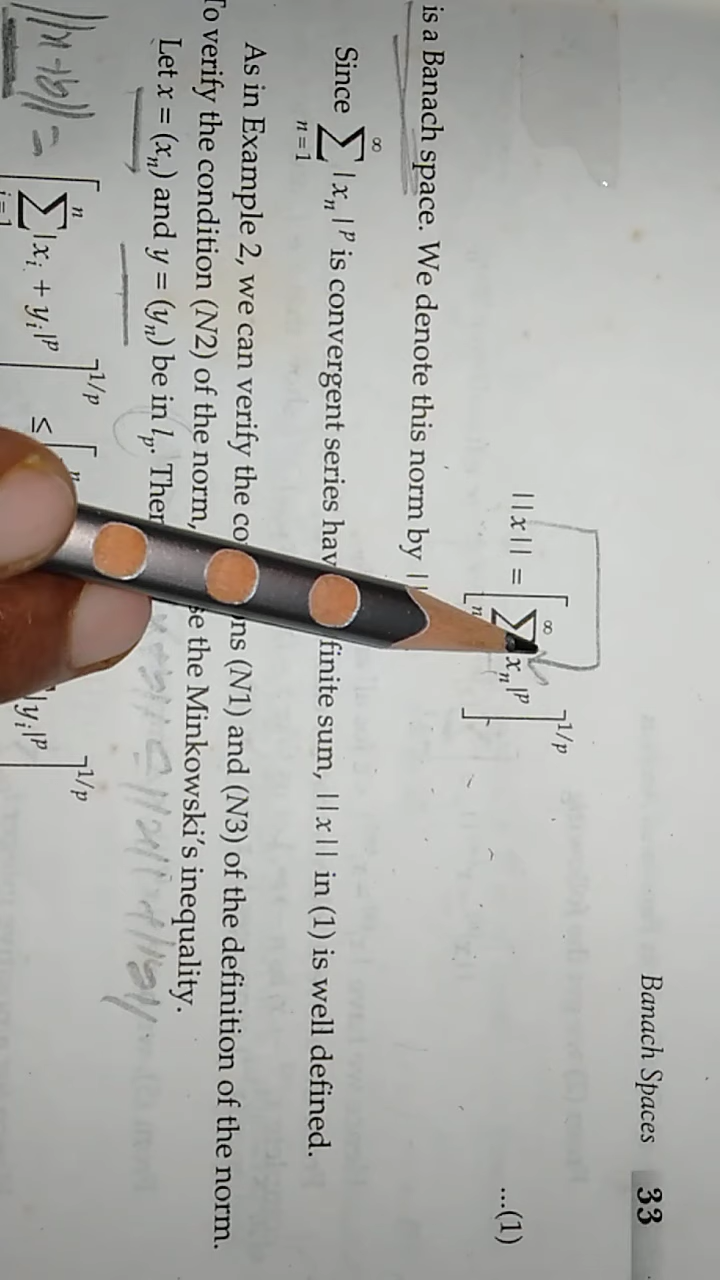 Banach Spaces 33
||x|| = [∑ ∞ n x_n|^p]^{1/p} ...(1)
is a Banach space. We denote this norm by ||
Since ∑_{n=1}^{∞} |x_n|^p is convergent series hav finite sum, ||x|| in (1) is well defined.
As in Example 2, we can verify the co ns (N1) and (N3) of the definition of the norm.
To verify the condition (N2) of the norm, se the Minkowski's inequality.
Let x = (x_n) and y = (y_n) be in l_p. Then
||x+y|| ≤ ||x||+||y||
||x+y|| = [∑_{i=1}^{n} |x_i + y_i|^p]^{1/p} ≤ [ n |y_i|^p]^{1/p}